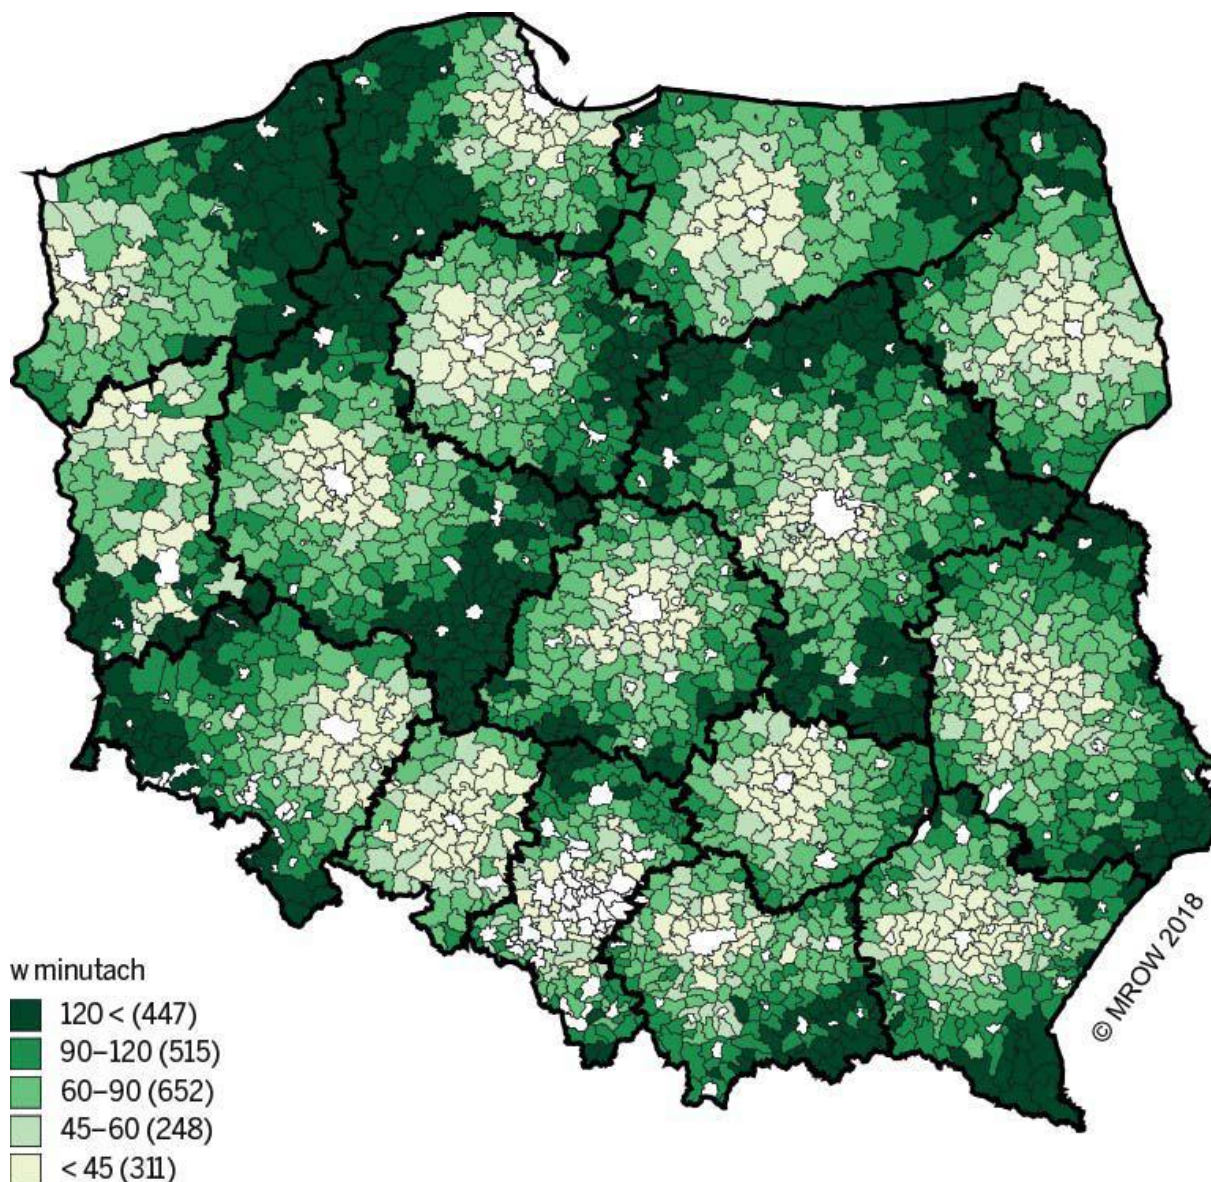 w minutach
120 < (447)
90–120 (515)
60–90 (652)
45–60 (248)
< 45 (311)
© MROW 2018